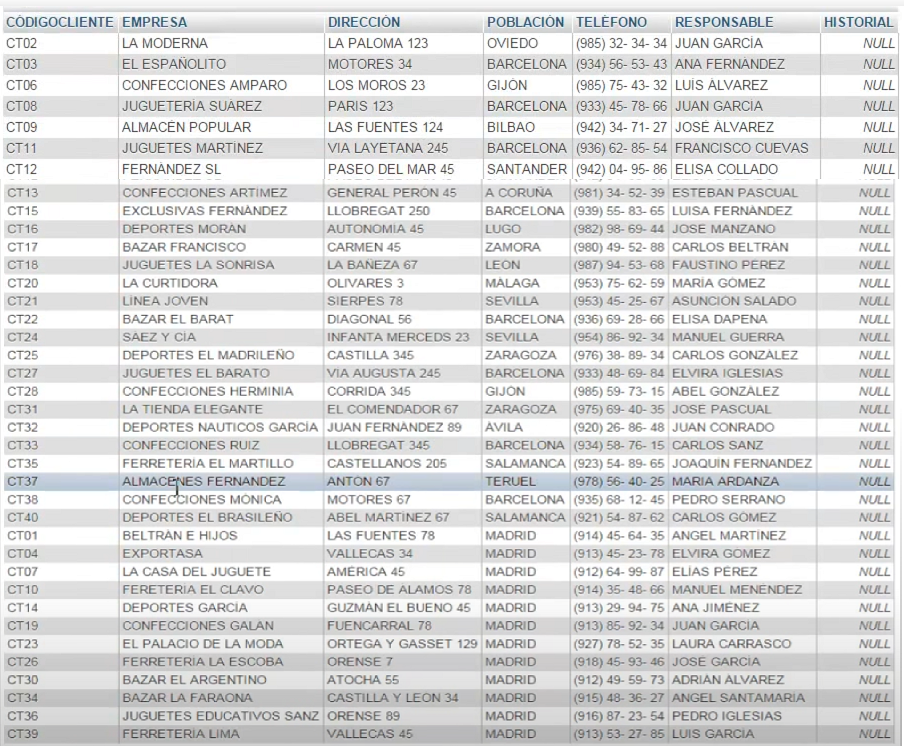 CÓDIGOCLIENTE EMPRESA DIRECCIÓN POBLACIÓN TELÉFONO RESPONSABLE HISTORIAL
CT02 LA MODERNA LA PALOMA 123 OVIEDO (985) 32- 34- 34 JUAN GARCÍA NULL
CT03 EL ESPAÑOLITO MOTORES 34 BARCELONA (934) 56- 53- 43 ANA FERNÁNDEZ NULL
CT06 CONFECCIONES AMPARO LOS MOROS 23 GIJÓN (985) 75- 43- 32 LUÍS ÁLVAREZ NULL
CT08 JUGUETERÍA SUÁREZ PARIS 123 BARCELONA (933) 45- 78- 66 JUAN GARCÍA NULL
CT09 ALMACÉN POPULAR LAS FUENTES 124 BILBAO (942) 34- 71- 27 JOSÉ ÁLVAREZ NULL
CT11 JUGUETES MARTÍNEZ VIA LAYETANA 245 BARCELONA (936) 62- 85- 54 FRANCISCO CUEVAS NULL
CT12 FERNÁNDEZ SL PASEO DEL MAR 45 SANTANDER (942) 04- 95- 86 ELISA COLLADO NULL
CT13 CONFECCIONES ARTIMEZ GENERAL PERÓN 45 A CORUÑA (981) 34- 52- 39 ESTEBAN PASCUAL NULL
CT15 EXCLUSIVAS FERNÁNDEZ LLOBREGAT 250 BARCELONA (939) 55- 83- 65 LUISA FERNÁNDEZ NULL
CT16 DEPORTES MORÁN AUTONOMÍA 45 LUGO (982) 98- 69- 44 JOSÉ MANZANO NULL
CT17 BAZAR FRANCISCO CARMEN 45 ZAMORA (980) 49- 52- 88 CARLOS BELTRÁN NULL
CT18 JUGUETES LA SONRISA LA BAÑEZA 67 LEÓN (987) 94- 53- 68 FAUSTINO PÉREZ NULL
CT20 LA CURTIDORA OLIVARES 3 MÁLAGA (953) 75- 62- 59 MARÍA GÓMEZ NULL
CT21 LÍNEA JOVEN SIERPES 78 SEVILLA (953) 45- 25- 67 ASUNCIÓN SALADO NULL
CT22 BAZAR EL BARAT DIAGONAL 56 BARCELONA (936) 69- 28- 66 ELISA DAPENA NULL
CT24 SÁEZ Y CÍA INFANTA MERCEDS 23 SEVILLA (954) 86- 92- 34 MANUEL GUERRA NULL
CT25 DEPORTES EL MADRILEÑO CASTILLA 345 ZARAGOZA (976) 38- 89- 34 CARLOS GONZÁLEZ NULL
CT27 JUGUETES EL BARATO VIA AUGUSTA 245 BARCELONA (933) 48- 69- 84 ELVIRA IGLESIAS NULL
CT28 CONFECCIONES HERMINIA CORRIDA 345 GIJÓN (985) 59- 73- 15 ABEL GONZÁLEZ NULL
CT31 LA TIENDA ELEGANTE EL COMENDADOR 67 ZARAGOZA (975) 69- 40- 35 JOSÉ PASCUAL NULL
CT32 DEPORTES NAUTICOS GARCÍA JUAN FERNÁNDEZ 89 ÁVILA (920) 26- 86- 48 JUAN CONRADO NULL
CT33 CONFECCIONES RUIZ LLOBREGAT 345 BARCELONA (934) 58- 76- 15 CARLOS SANZ NULL
CT35 FERRETERIA EL MARTILLO CASTELLANOS 205 SALAMANCA (923) 54- 89- 65 JOAQUÍN FERNANDEZ NULL
CT37 ALMACENES FERNANDEZ ANTÓN 67 TERUEL (978) 56- 40- 25 MARIA ARDANZA NULL
CT38 CONFECCIONES MÓNICA MOTORES 67 BARCELONA (935) 68- 12- 45 PEDRO SERRANO NULL
CT40 DEPORTES EL BRASILEÑO ABEL MARTÍNEZ 67 SALAMANCA (921) 54- 87- 62 CARLOS GÓMEZ NULL
CT01 BELTRÁN E HIJOS LAS FUENTES 78 MADRID (914) 45- 64- 35 ANGEL MARTÍNEZ NULL
CT04 EXPORTASA VALLECAS 34 MADRID (913) 45- 23- 78 ELVIRA GÓMEZ NULL
CT07 LA CASA DEL JUGUETE AMÉRICA 45 MADRID (912) 64- 99- 87 ELÍAS PÉREZ NULL
CT10 FERETERIA EL CLAVO PASEO DE ALAMOS 78 MADRID (914) 35- 48- 66 MANUEL MENENDEZ NULL
CT14 DEPORTES GARCÍA GUZMÁN EL BUENO 45 MADRID (913) 29- 94- 75 ANA JIMÉNEZ NULL
CT19 CONFECCIONES GALAN FUENCARRAL 78 MADRID (913) 85- 92- 34 JUAN GARCÍA NULL
CT23 EL PALACIO DE LA MODA ORTEGA Y GASSET 129 MADRID (927) 78- 52- 35 LAURA CARRASCO NULL
CT26 FERRETERÍA LA ESCOBA ORENSE 7 MADRID (918) 45- 93- 46 JOSÉ GARCÍA NULL
CT30 BAZAR EL ARGENTINO ATOCHA 55 MADRID (912) 49- 59- 73 ADRIÁN ÁLVAREZ NULL
CT34 BAZAR LA FARAONA CASTILLA Y LEÓN 34 MADRID (915) 48- 36- 27 ANGEL SANTAMARÍA NULL
CT36 JUGUETES EDUCATIVOS SANZ ORENSE 89 MADRID (916) 87- 23- 54 PEDRO IGLESIAS NULL
CT39 FERRETERIA LIMA VALLECAS 45 MADRID (913) 53- 27- 85 LUIS GARCÍA NULL